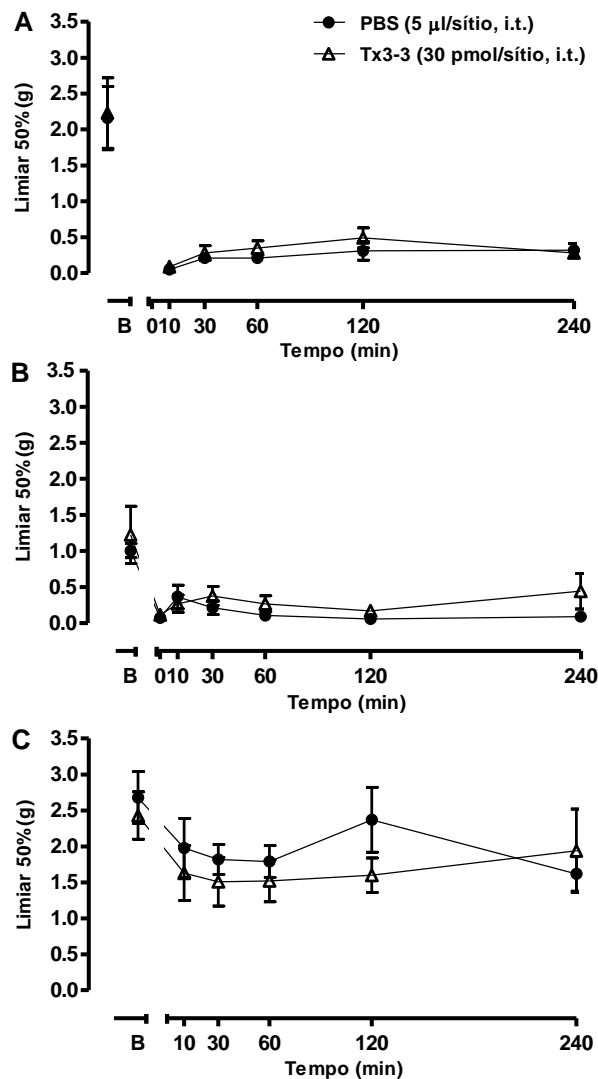 A
PBS (5 µl/sítio, i.t.)
Tx3-3 (30 pmol/sítio, i.t.)
Limiar 50%(g)
3.5
3.0
2.5
2.0
1.5
1.0
0.5
0.0
B 0 10 30 60 120 240
Tempo (min)
B
Limiar 50%(g)
3.5
3.0
2.5
2.0
1.5
1.0
0.5
0.0
B 0 10 30 60 120 240
Tempo (min)
C
Limiar 50%(g)
3.5
3.0
2.5
2.0
1.5
1.0
0.5
0.0
B 10 30 60 120 240
Tempo (min)